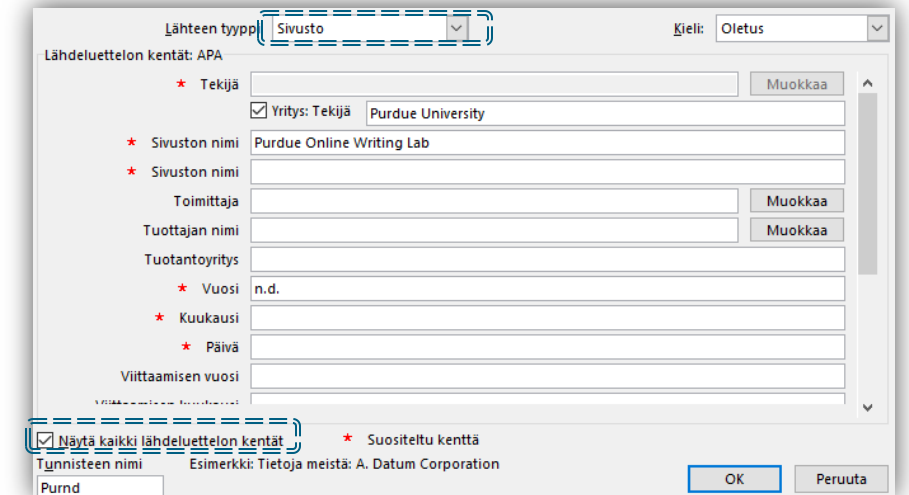 Lähteen tyyppi Sivusto Kieli: Oletus
Lähdeluettelon kentät: APA
* Tekijä Muokkaa
Yritys: Tekijä Purdue University
* Sivuston nimi Purdue Online Writing Lab
* Sivuston nimi
Toimittaja Muokkaa
Tuottajan nimi Muokkaa
Tuotantoyritys
* Vuosi n.d.
* Kuukausi
* Päivä
Viittaamisen vuosi
Viittaamisen kuukausi
Näytä kaikki lähdeluettelon kentät * Suositeltu kenttä
Tunnisteen nimi Esimerkki: Tietoja meistä: A. Datum Corporation
Purnd OK Peruuta